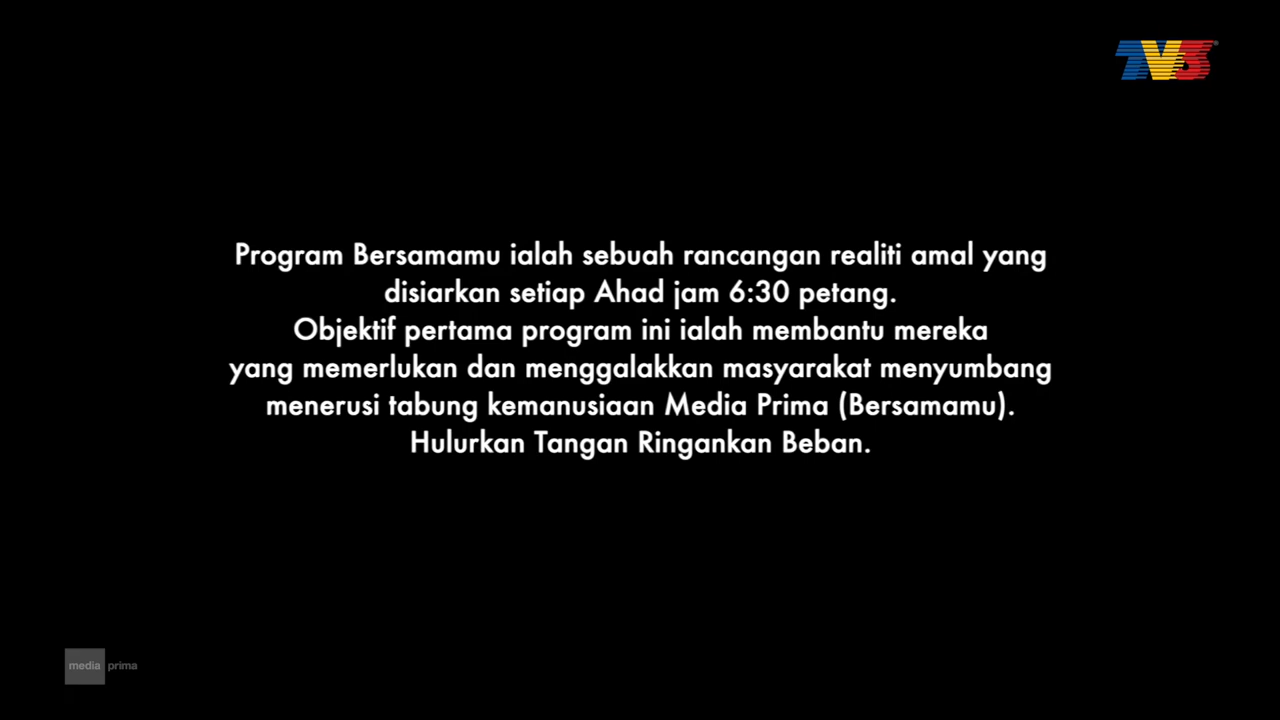 TV3
Program Bersamamu ialah sebuah rancangan realiti amal yang
disiarkan setiap Ahad jam 6:30 petang.
Objektif pertama program ini ialah membantu mereka
yang memerlukan dan menggalakkan masyarakat menyumbang
menerusi tabung kemanusiaan Media Prima (Bersamamu).
Hulurkan Tangan Ringankan Beban.
media prima